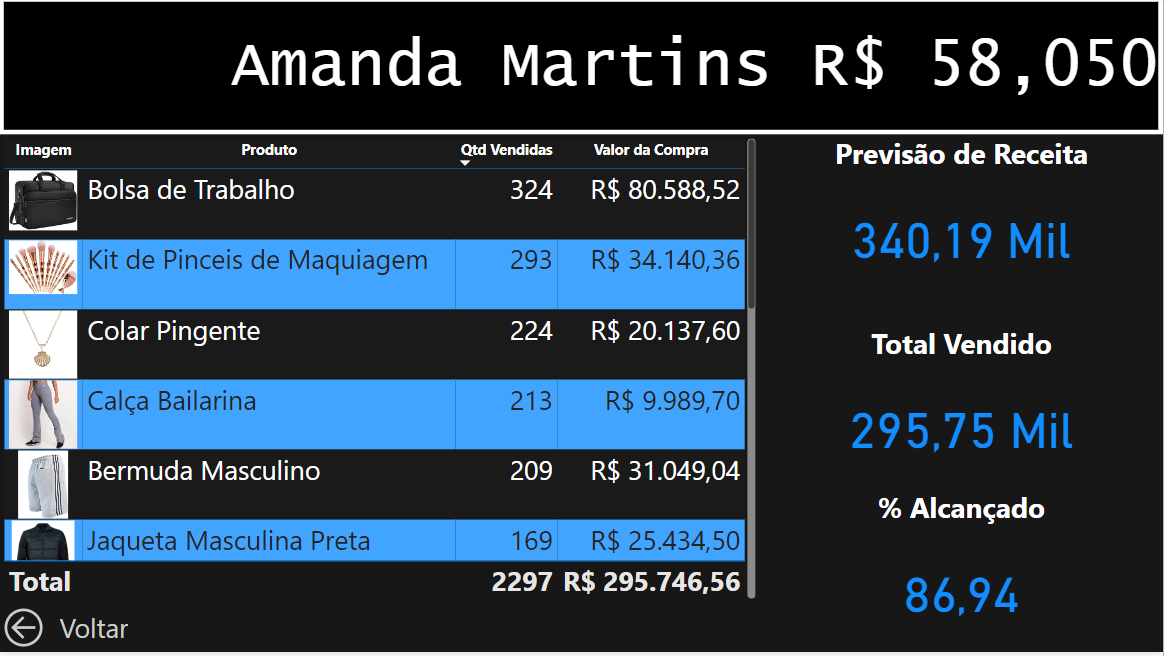 Amanda Martins R$ 58,050
Imagem Produto Qtd Vendidas Valor da Compra
Bolsa de Trabalho 324 R$ 80.588,52
Kit de Pinceis de Maquiagem 293 R$ 34.140,36
Colar Pingente 224 R$ 20.137,60
Calça Bailarina 213 R$ 9.989,70
Bermuda Masculino 209 R$ 31.049,04
Jaqueta Masculina Preta 169 R$ 25.434,50
Total 2297 R$ 295.746,56
Voltar
Previsão de Receita
340,19 Mil
Total Vendido
295,75 Mil
% Alcançado
86,94